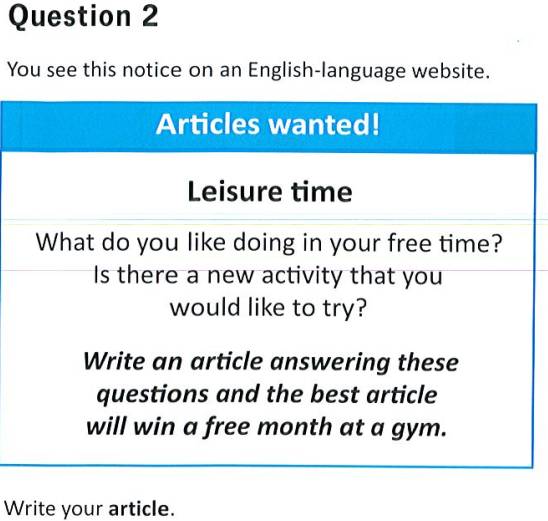 Question 2
You see this notice on an English-language website.
Articles wanted!
Leisure time
What do you like doing in your free time?
Is there a new activity that you
would like to try?
Write an article answering these
questions and the best article
will win a free month at a gym.
Write your article.